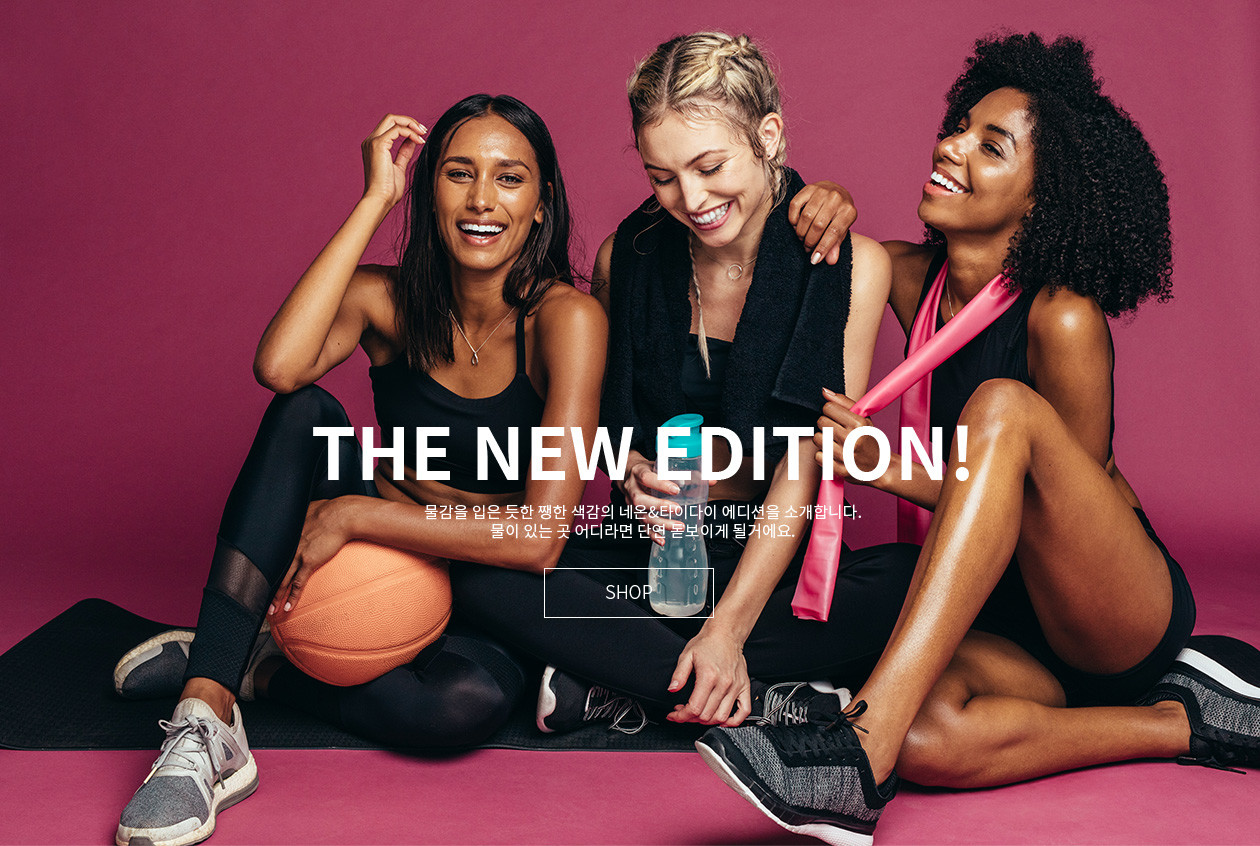 THE NEW EDITION!
물감을 입은 듯한 쨍한 색감의 네온&타이다이 에디션을 소개합니다.
물이 있는 곳 어디라면 단연 돋보이게 될거에요.
SHOP